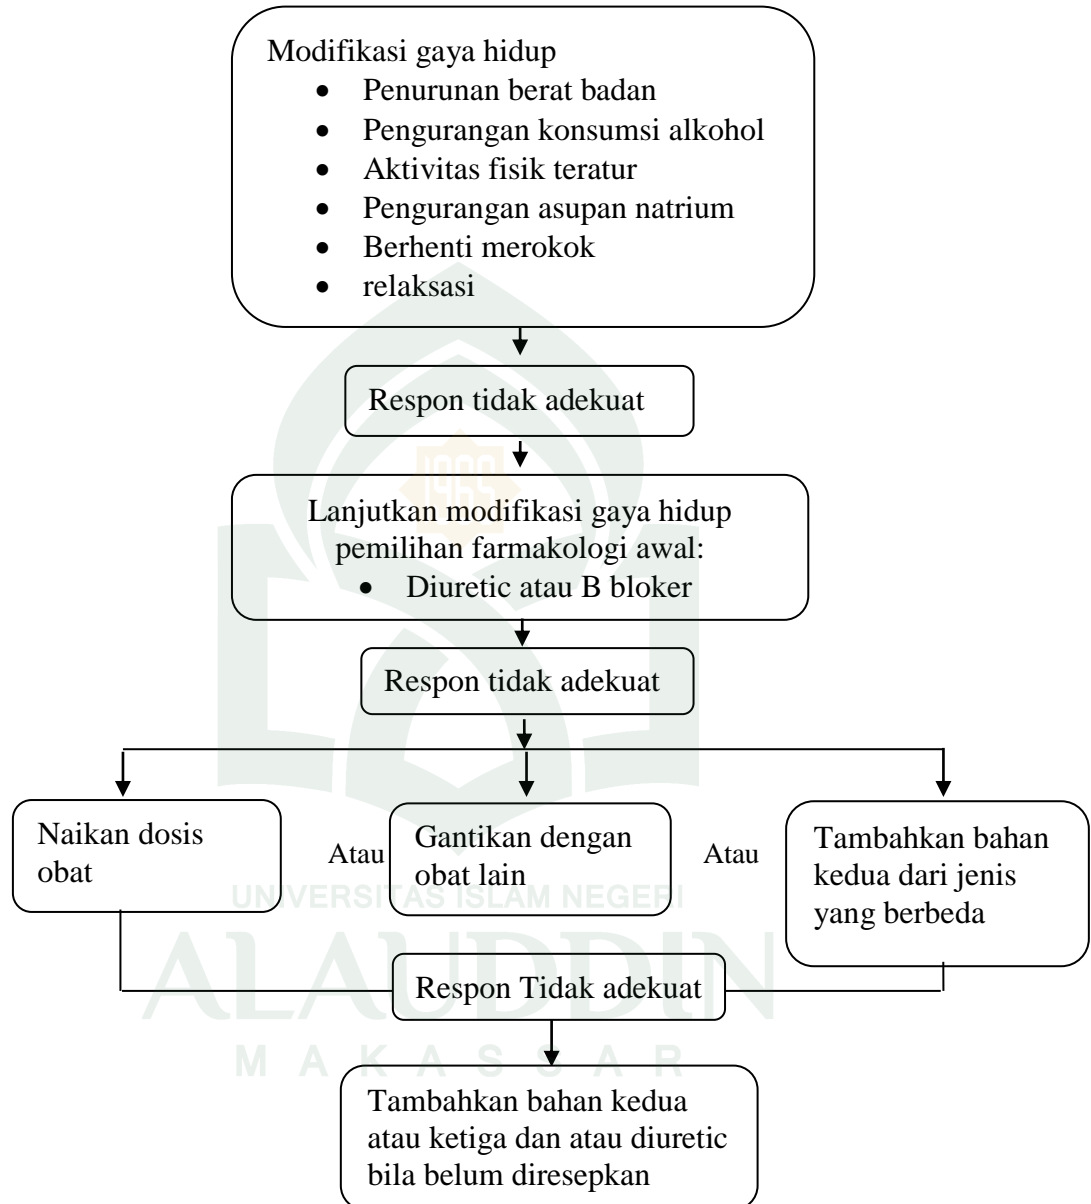 Modifikasi gaya hidup
• Penurunan berat badan
• Pengurangan konsumsi alkohol
• Aktivitas fisik teratur
• Pengurangan asupan natrium
• Berhenti merokok
• relaksasi
Respon tidak adekuat
1965
Lanjutkan modifikasi gaya hidup
pemilihan farmakologi awal:
• Diuretic atau B bloker
Respon tidak adekuat
Naikan dosis
obat
Atau
Gantikan dengan
obat lain
Atau
Tambahkan bahan
kedua dari jenis
yang berbeda
UNIVERSITAS ISLAM NEGERI
ALAUDDIN
Respon Tidak adekuat
MAKASSAR
Tambahkan bahan kedua
atau ketiga dan atau diuretic
bila belum diresepkan